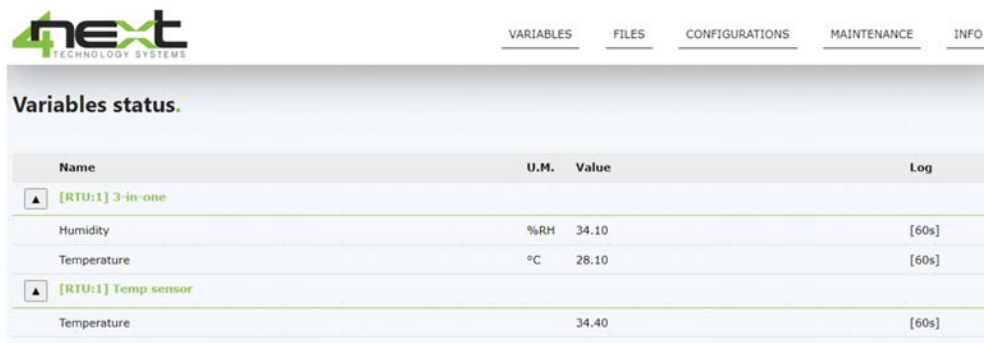 4next
TECHNOLOGY SYSTEMS
VARIABLES FILES CONFIGURATIONS MAINTENANCE INFO
Variables status.
Name U.M. Value Log
▲ [RTU:1] 3-in-one
Humidity %RH 34.10 [60s]
Temperature °C 28.10 [60s]
▲ [RTU:1] Temp sensor
Temperature 34.40 [60s]